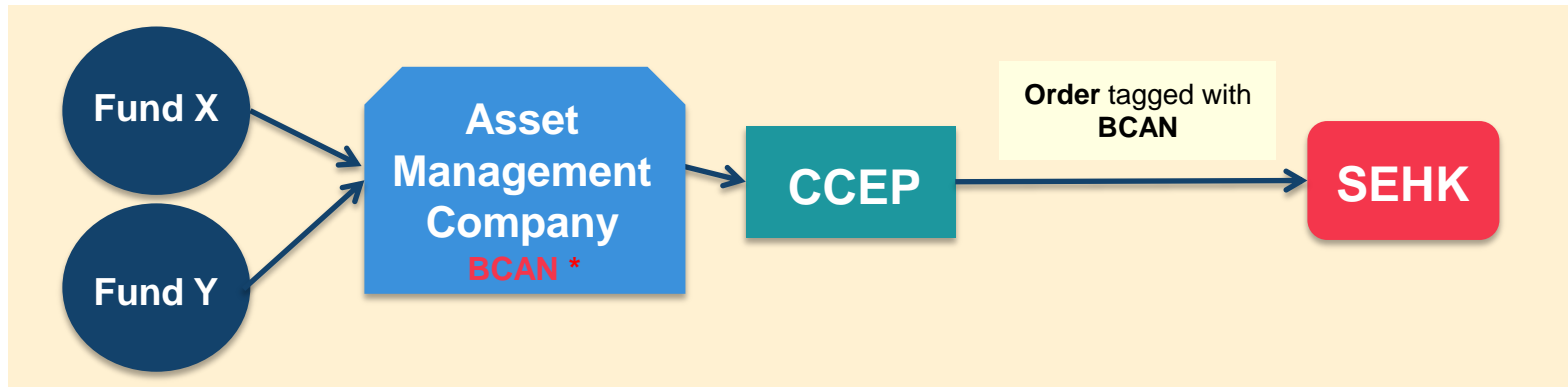 Fund X
Fund Y
Asset
Management
Company
BCAN *
CCEP
Order tagged with
BCAN
SEHK